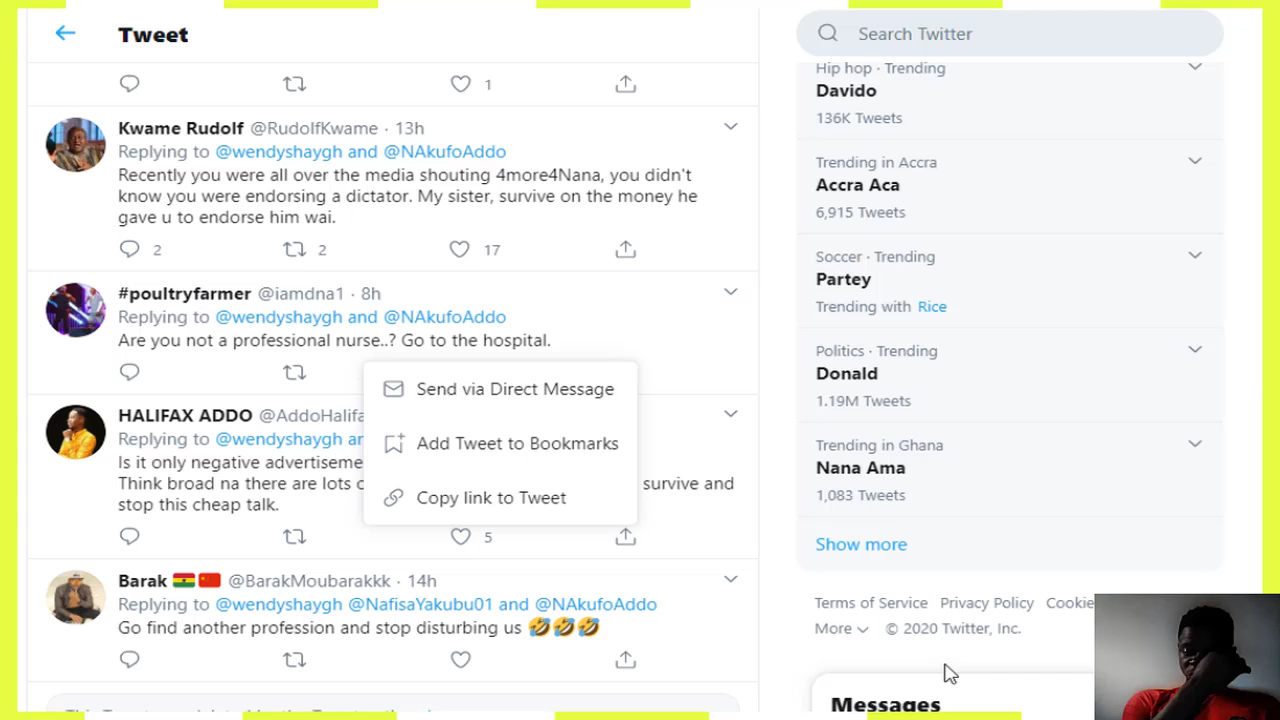 Tweet
1
Kwame Rudolf @RudolfKwame · 13h
Replying to @wendyshaygh and @NAkufoAddo
Recently you were all over the media shouting 4more4Nana, you didn't
know you were endorsing a dictator. My sister, survive on the money he
gave u to endorse him wai.
2 2 17
#poultryfarmer @iamdna1 · 8h
Replying to @wendyshaygh and @NAkufoAddo
Are you not a professional nurse..? Go to the hospital.
Send via Direct Message
Add Tweet to Bookmarks
Copy link to Tweet
HALIFAX ADDO @AddoHalifa
Replying to @wendyshaygh
Is it only negative advertiseme
Think broad na there are lots survive and
stop this cheap talk.
5
Barak 🇬🇭🇨🇳 @BarakMoubarakkk · 14h
Replying to @wendyshaygh @NafisaYakubu01 and @NAkufoAddo
Go find another profession and stop disturbing us 🤣🤣🤣
Search Twitter
Hip hop · Trending
Davido
136K Tweets
Trending in Accra
Accra Aca
6,915 Tweets
Soccer · Trending
Partey
Trending with Rice
Politics · Trending
Donald
1.19M Tweets
Trending in Ghana
Nana Ama
1,083 Tweets
Show more
Terms of Service Privacy Policy Cookie
More © 2020 Twitter, Inc.
Messages